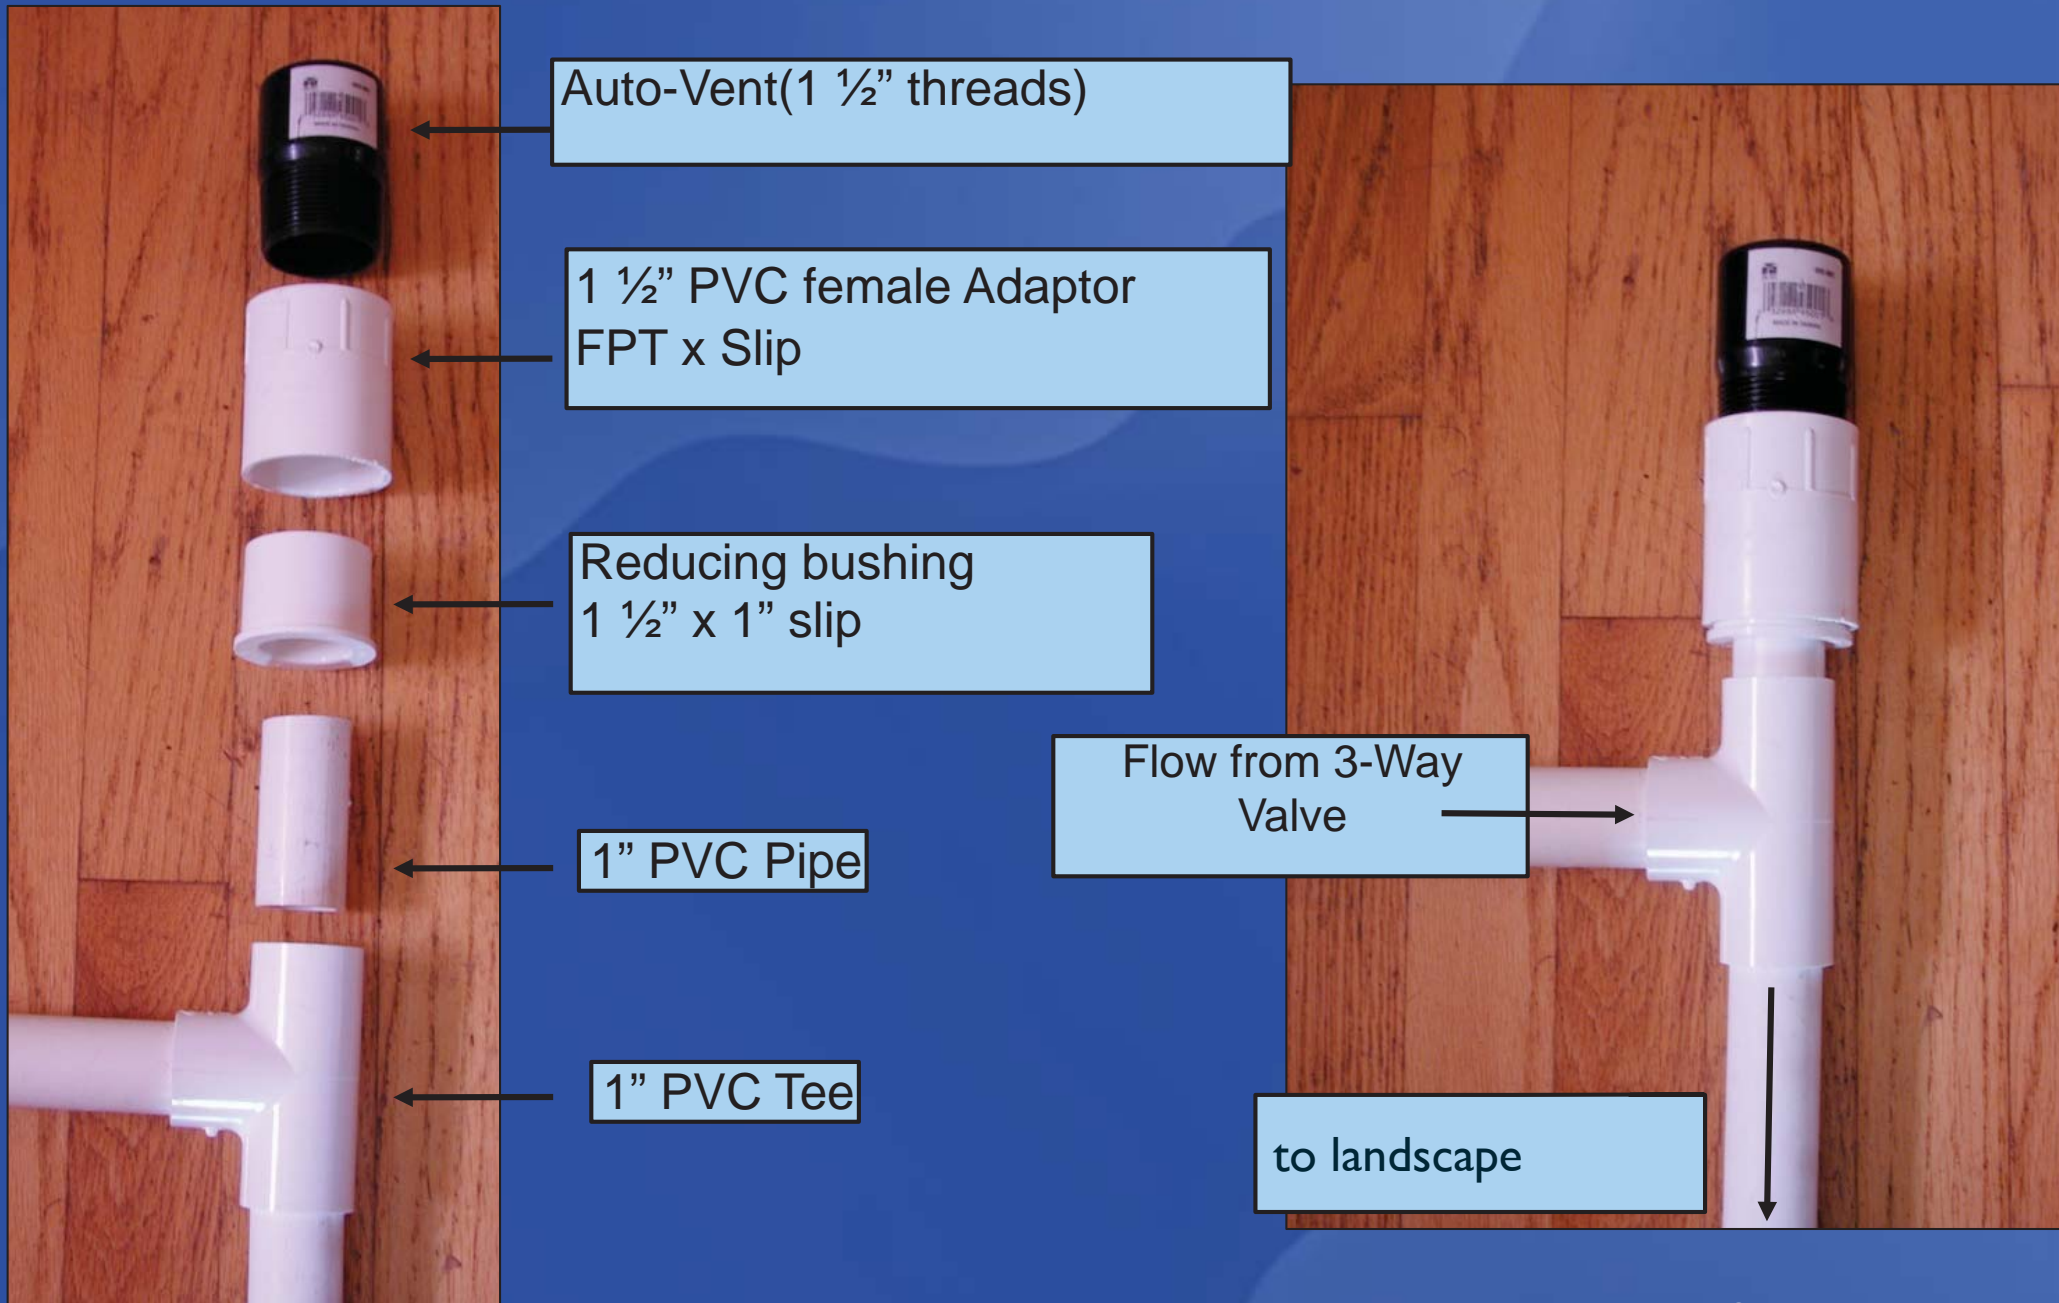 Auto-Vent(1 ½” threads)
1 ½” PVC female Adaptor
FPT x Slip
Reducing bushing
1 ½” x 1” slip
1” PVC Pipe
1” PVC Tee
Flow from 3-Way
Valve
to landscape